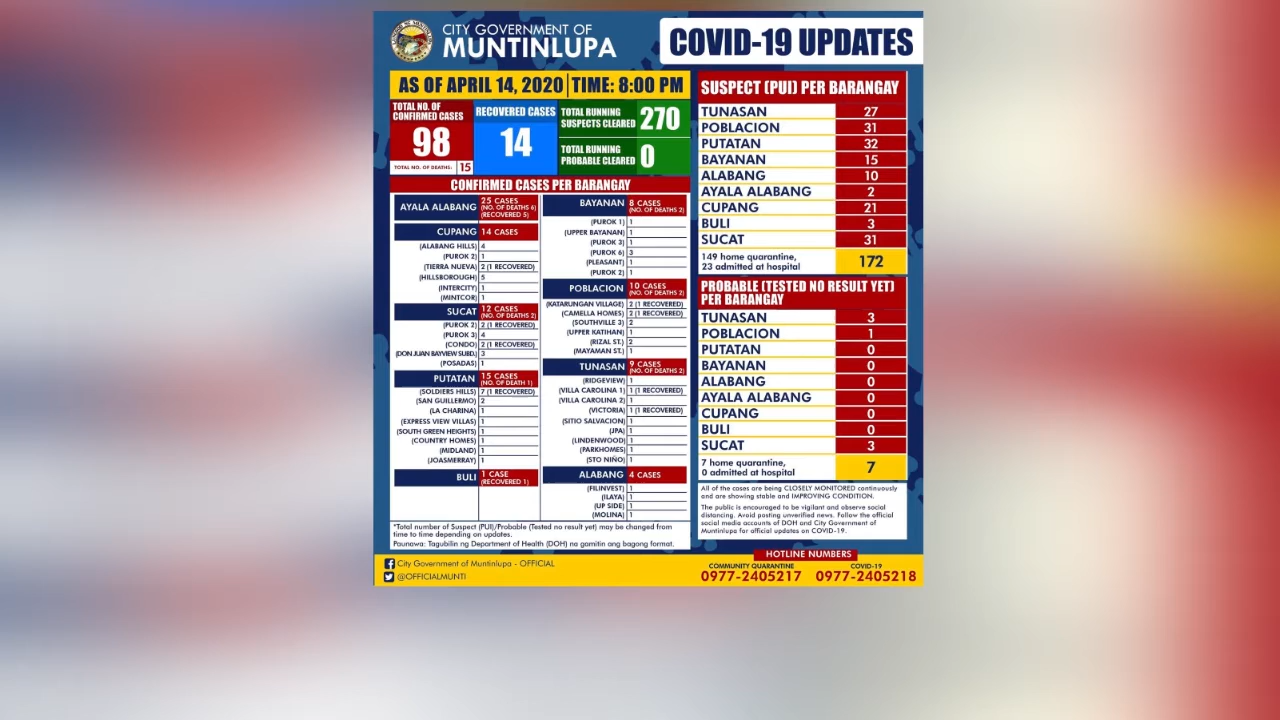 CITY GOVERNMENT OF
MUNTINLUPA
COVID-19 UPDATES
AS OF APRIL 14, 2020 TIME: 8:00 PM
TOTAL NO. OF
CONFIRMED CASES
98
TOTAL NO. OF DEATHS: 15
RECOVERED CASES
14
TOTAL RUNNING
SUSPECTS CLEARED 270
TOTAL RUNNING
PROBABLE CLEARED 0
CONFIRMED CASES PER BARANGAY
AYALA ALABANG 25 CASES
(NO. OF DEATHS 6)
(RECOVERED 5)
CUPANG 14 CASES
(ALABANG HILLS) 4
(PUROK 2) 1
(TIERRA NUEVA) 2 (1 RECOVERED)
(HILLSBOROUGH) 5
(INTERCITY) 1
(MINTCOR) 1
SUCAT 12 CASES
(NO. OF DEATHS 2)
(PUROK 2) 2 (1 RECOVERED)
(PUROK 3) 4
(CONDO) 2 (1 RECOVERED)
(DON JUAN BAYVIEW SUBD.) 3
(POSADAS) 1
PUTATAN 15 CASES
(NO. OF DEATH 1)
(SOLDIERS HILLS) 7 (1 RECOVERED)
(SAN GUILLERMO) 2
(LA CHARINA) 1
(EXPRESS VIEW VILLAS) 1
(SOUTH GREEN HEIGHTS) 1
(COUNTRY HOMES) 1
(MIDLAND) 1
(JOASMERRAY) 1
BULI 1 CASE
(RECOVERED 1)
BAYANAN 8 CASES
(NO. OF DEATHS 2)
(PUROK 1) 1
(UPPER BAYANAN) 1
(PUROK 3) 1
(PUROK 6) 3
(PLEASANT) 1
(PUROK 2) 1
POBLACION 10 CASES
(NO. OF DEATHS 2)
(KATARUNGAN VILLAGE) 2 (1 RECOVERED)
(CAMELLA HOMES) 2 (1 RECOVERED)
(SOUTHVILLE 3) 2
(UPPER KATIHAN) 1
(RIZAL ST.) 2
(MAYAMAN ST.) 1
TUNASAN 9 CASES
(NO. OF DEATHS 2)
(RIDGEVIEW) 1
(VILLA CAROLINA 1) 1 (1 RECOVERED)
(VILLA CAROLINA 2) 1
(VICTORIA) 1 (1 RECOVERED)
(SITIO SALVACION) 1
(JPA) 1
(LINDENWOOD) 1
(PARKHOMES) 1
(STO NIÑO) 1
ALABANG 4 CASES
(FILINVEST) 1
(ILAYA) 1
(UP SIDE) 1
(MOLINA) 1
*Total number of Suspect (PUI)/Probable (Tested no result yet) may be changed from
time to time depending on updates.
Paunawa: Tagubilin ng Department of Health (DOH) na gamitin ang bagong format.
SUSPECT (PUI) PER BARANGAY
TUNASAN 27
POBLACION 31
PUTATAN 32
BAYANAN 15
ALABANG 10
AYALA ALABANG 2
CUPANG 21
BULI 3
SUCAT 31
149 home quarantine,
23 admitted at hospital 172
PROBABLE (TESTED NO RESULT YET)
PER BARANGAY
TUNASAN 3
POBLACION 1
PUTATAN 0
BAYANAN 0
ALABANG 0
AYALA ALABANG 0
CUPANG 0
BULI 0
SUCAT 3
7 home quarantine,
0 admitted at hospital 7
All of the cases are being CLOSELY MONITORED continuously
and are showing stable and IMPROVING CONDITION.
The public is encouraged to be vigilant and observe social
distancing. Avoid posting unverified news. Follow the official
social media accounts of DOH and City Government of
Muntinlupa for official updates on COVID-19.
City Government of Muntinlupa - OFFICIAL
@OFFICIALMUNTI
HOTLINE NUMBERS
COMMUNITY QUARANTINE COVID-19
0977-2405217 0977-2405218